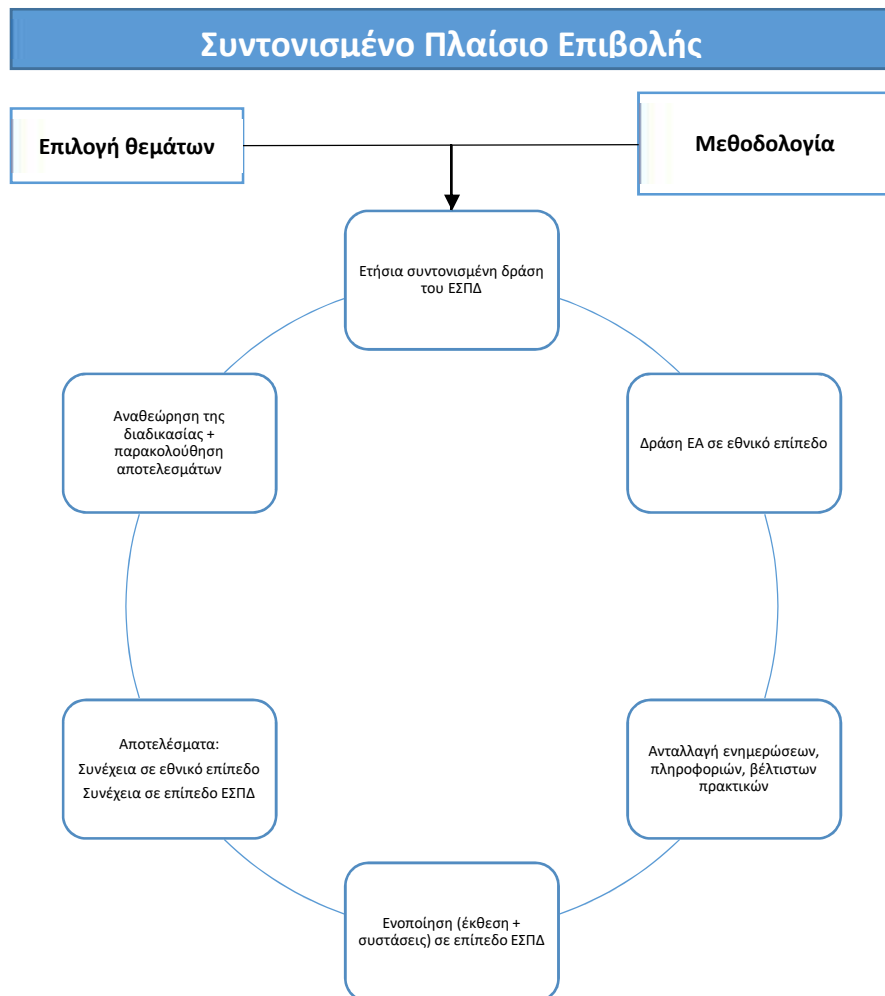 Συντονισμένο Πλαίσιο Επιβολής
Επιλογή θεμάτων
Μεθοδολογία
Ετήσια συντονισμένη δράση
του ΕΣΠΔ
Αναθεώρηση της
διαδικασίας +
παρακολούθηση
αποτελεσμάτων
Δράση ΕΑ σε εθνικό επίπεδο
Αποτελέσματα:
Συνέχεια σε εθνικό επίπεδο
Συνέχεια σε επίπεδο ΕΣΠΔ
Ανταλλαγή ενημερώσεων,
πληροφοριών, βέλτιστων
πρακτικών
Ενοποίηση (έκθεση +
συστάσεις) σε επίπεδο ΕΣΠΔ